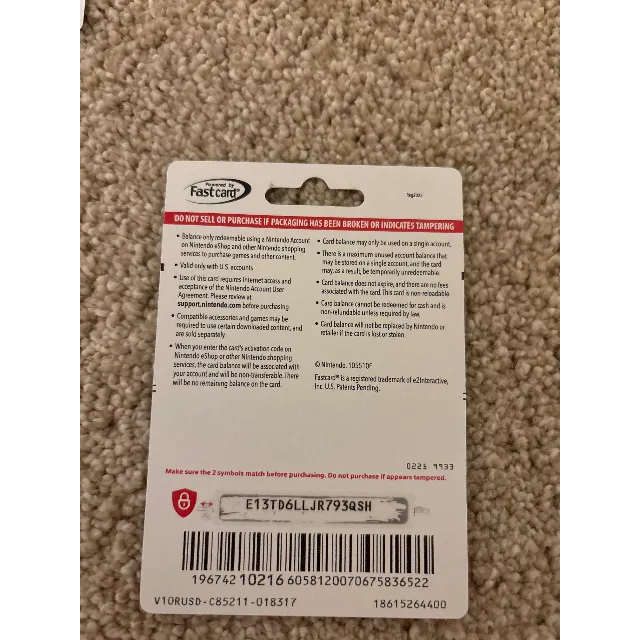 Powered by
Fastcard®
DO NOT SELL OR PURCHASE IF PACKAGING HAS BEEN BROKEN OR INDICATES TAMPERING
• Balance only redeemable using a Nintendo Account
on Nintendo eShop and other Nintendo shopping
services to purchase games and other content.
• Valid only with U.S. accounts.
• Use of this card requires Internet access and
acceptance of the Nintendo Account User
Agreement. Please review at
support.nintendo.com before purchasing
• Compatible accessories and games may be
required to use certain downloaded content, and
are sold separately.
• When you enter the card's activation code on
Nintendo eShop or other Nintendo shopping
services, the card balance will be associated with
your account and will be non-transferable. There
will be no remaining balance on the card.
• Card balance may only be used on a single account.
• There is a maximum unused account balance that
may be stored on a single account, and the card
may, as a result, be temporarily unredeemable.
• Card balance does not expire, and there are no fees
associated with the card. This card is non-reloadable.
• Card balance cannot be redeemed for cash and is
non-refundable unless required by law.
• Card balance will not be replaced by Nintendo or
retailer if the card is lost or stolen.
© Nintendo. 105510F
Fastcard® is a registered trademark of e2interactive,
Inc. U.S. Patents Pending.
0225 9933
Make sure the 2 symbols match before purchasing. Do not purchase if appears tampered.
E13TD6LLJR793QSH
196742 10216 6058120070675836522
V10RUSD-C85211-018317 18615264400